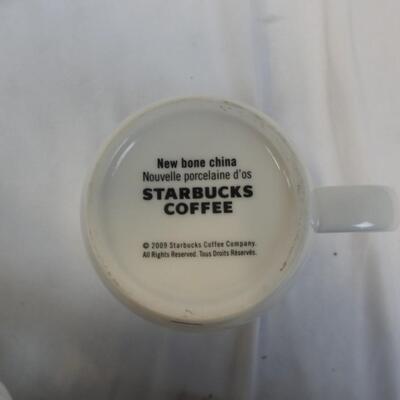 New bone china
Nouvelle porcelaine d'os
STARBUCKS
COFFEE
© 2009 Starbucks Coffee Company.
All Rights Reserved. Tous Droits Réservés.